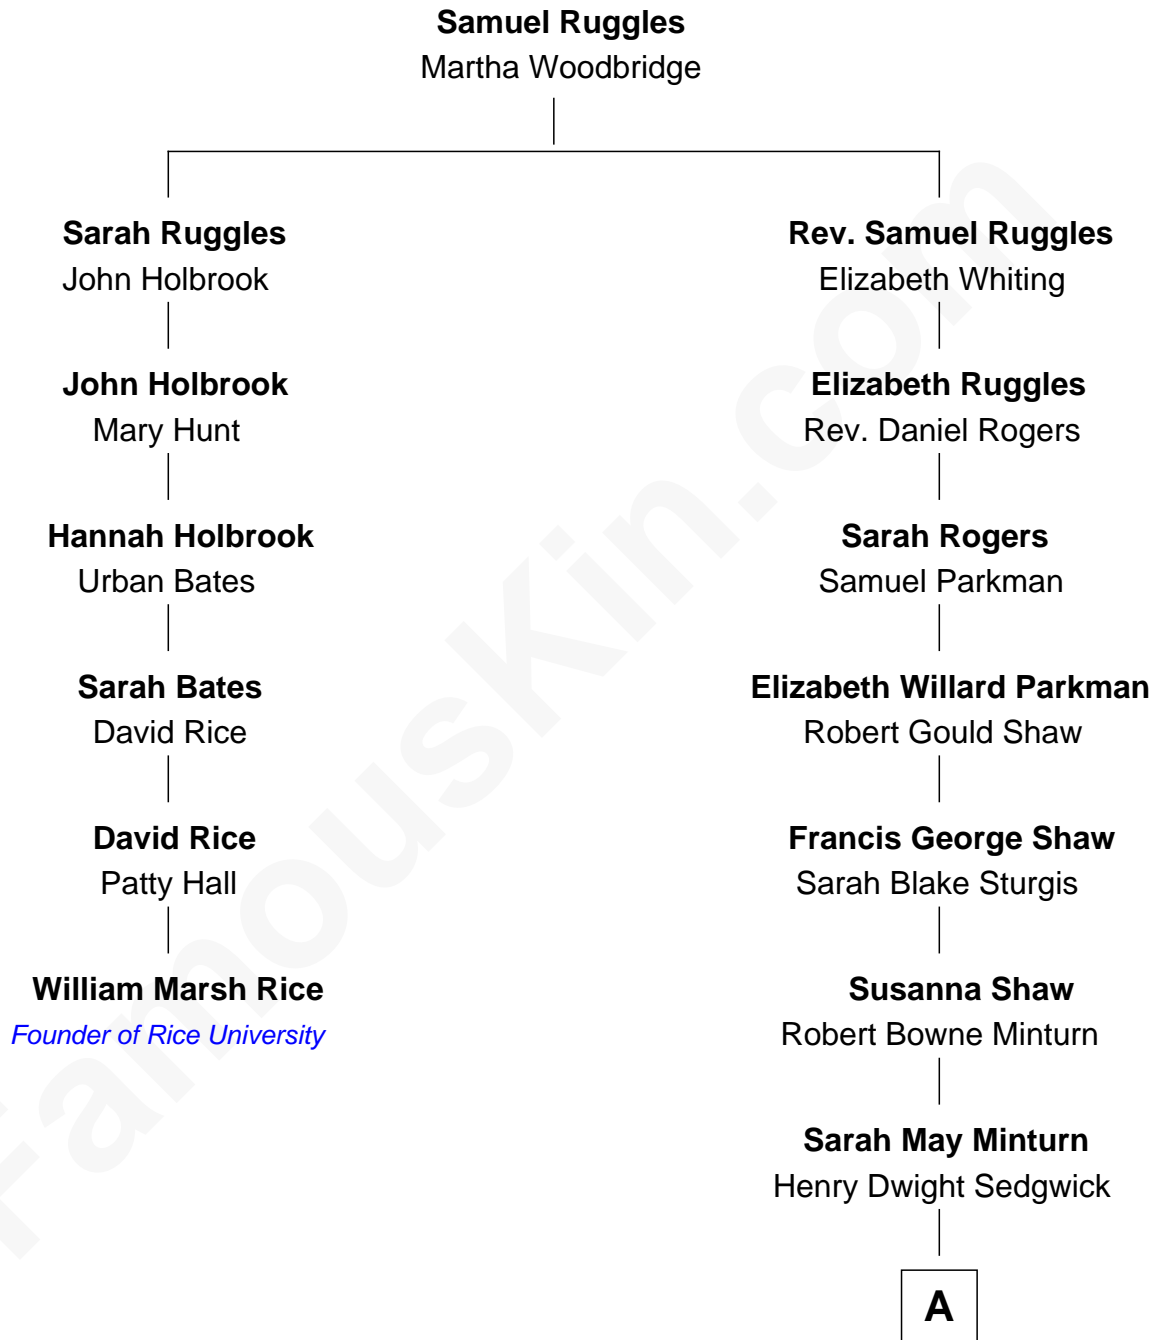 Samuel Ruggles
Martha Woodbridge
Sarah Ruggles
John Holbrook
Rev. Samuel Ruggles
Elizabeth Whiting
John Holbrook
Mary Hunt
Elizabeth Ruggles
Rev. Daniel Rogers
Hannah Holbrook
Urban Bates
Sarah Rogers
Samuel Parkman
Sarah Bates
David Rice
Elizabeth Willard Parkman
Robert Gould Shaw
David Rice
Patty Hall
Francis George Shaw
Sarah Blake Sturgis
William Marsh Rice
Founder of Rice University
Susanna Shaw
Robert Bowne Minturn
Sarah May Minturn
Henry Dwight Sedgwick
A
FamousKin.com